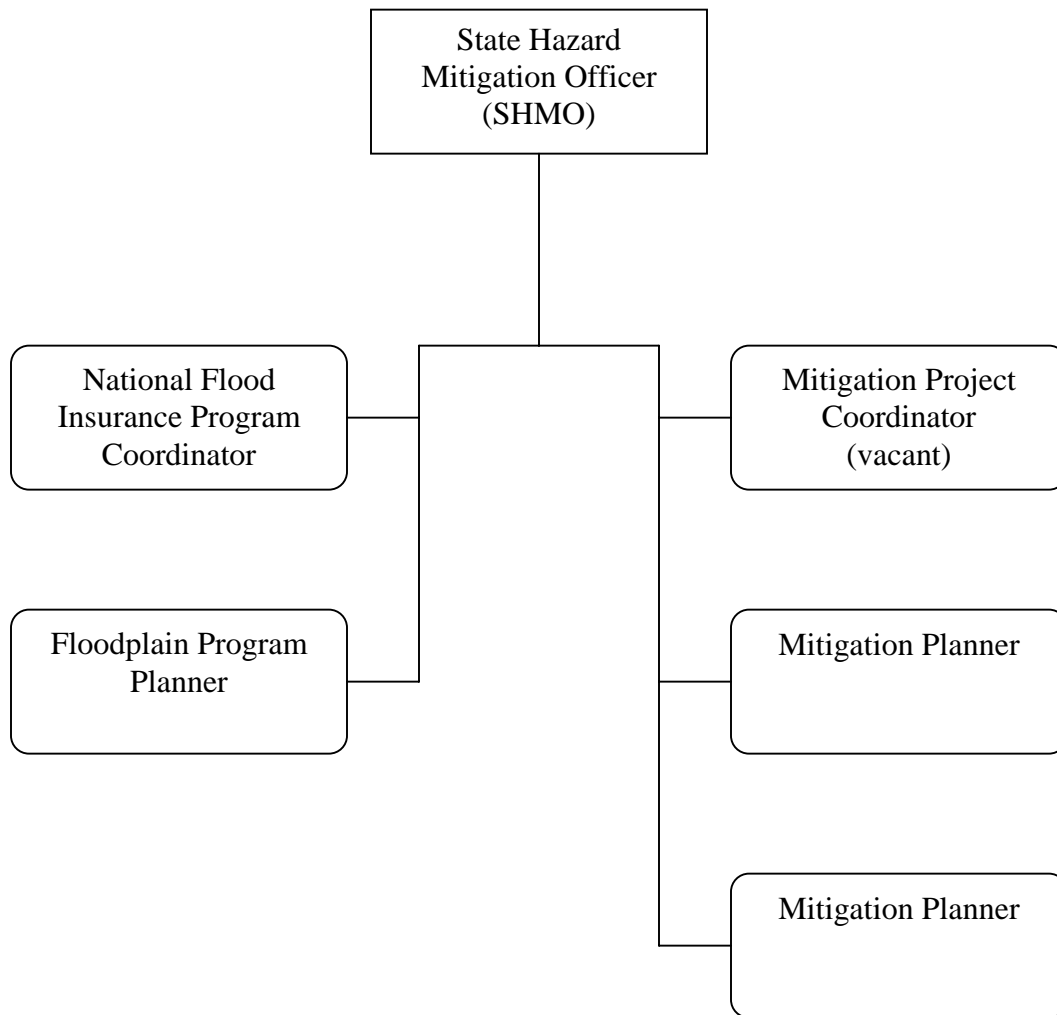 State Hazard
Mitigation Officer
(SHMO)
National Flood
Insurance Program
Coordinator
Mitigation Project
Coordinator
(vacant)
Floodplain Program
Planner
Mitigation Planner
Mitigation Planner